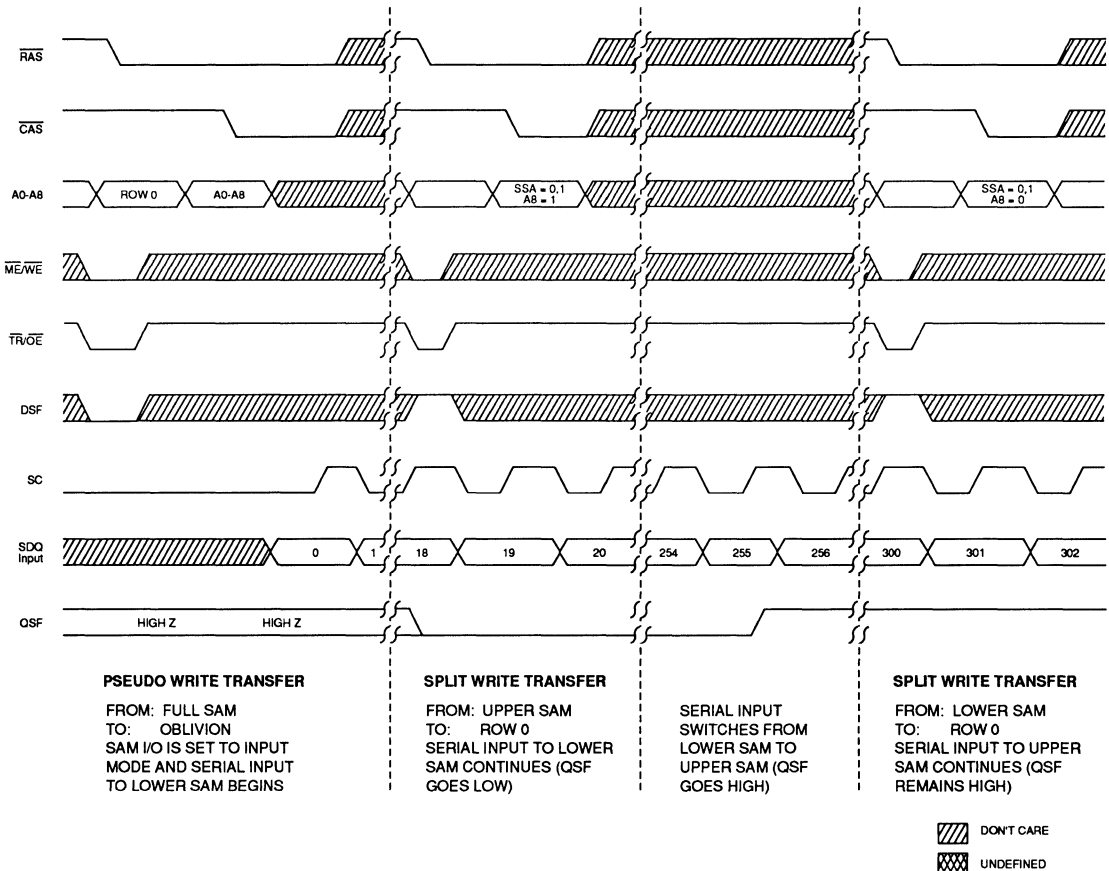 RAS
CAS
A0-A8 ROW 0 A0-A8 SSA = 0,1 A8 = 1 SSA = 0,1 A8 = 0
ME/WE
TR/OE
DSF
SC
SDQ Input 0 1 18 19 20 254 255 256 300 301 302
QSF HIGH Z HIGH Z
PSEUDO WRITE TRANSFER
FROM: FULL SAM
TO: OBLIVION
SAM I/O IS SET TO INPUT
MODE AND SERIAL INPUT
TO LOWER SAM BEGINS
SPLIT WRITE TRANSFER
FROM: UPPER SAM
TO: ROW 0
SERIAL INPUT TO LOWER
SAM CONTINUES (QSF
GOES LOW)
SERIAL INPUT
SWITCHES FROM
LOWER SAM TO
UPPER SAM (QSF
GOES HIGH)
SPLIT WRITE TRANSFER
FROM: LOWER SAM
TO: ROW 0
SERIAL INPUT TO UPPER
SAM CONTINUES (QSF
REMAINS HIGH)
DON'T CARE
UNDEFINED